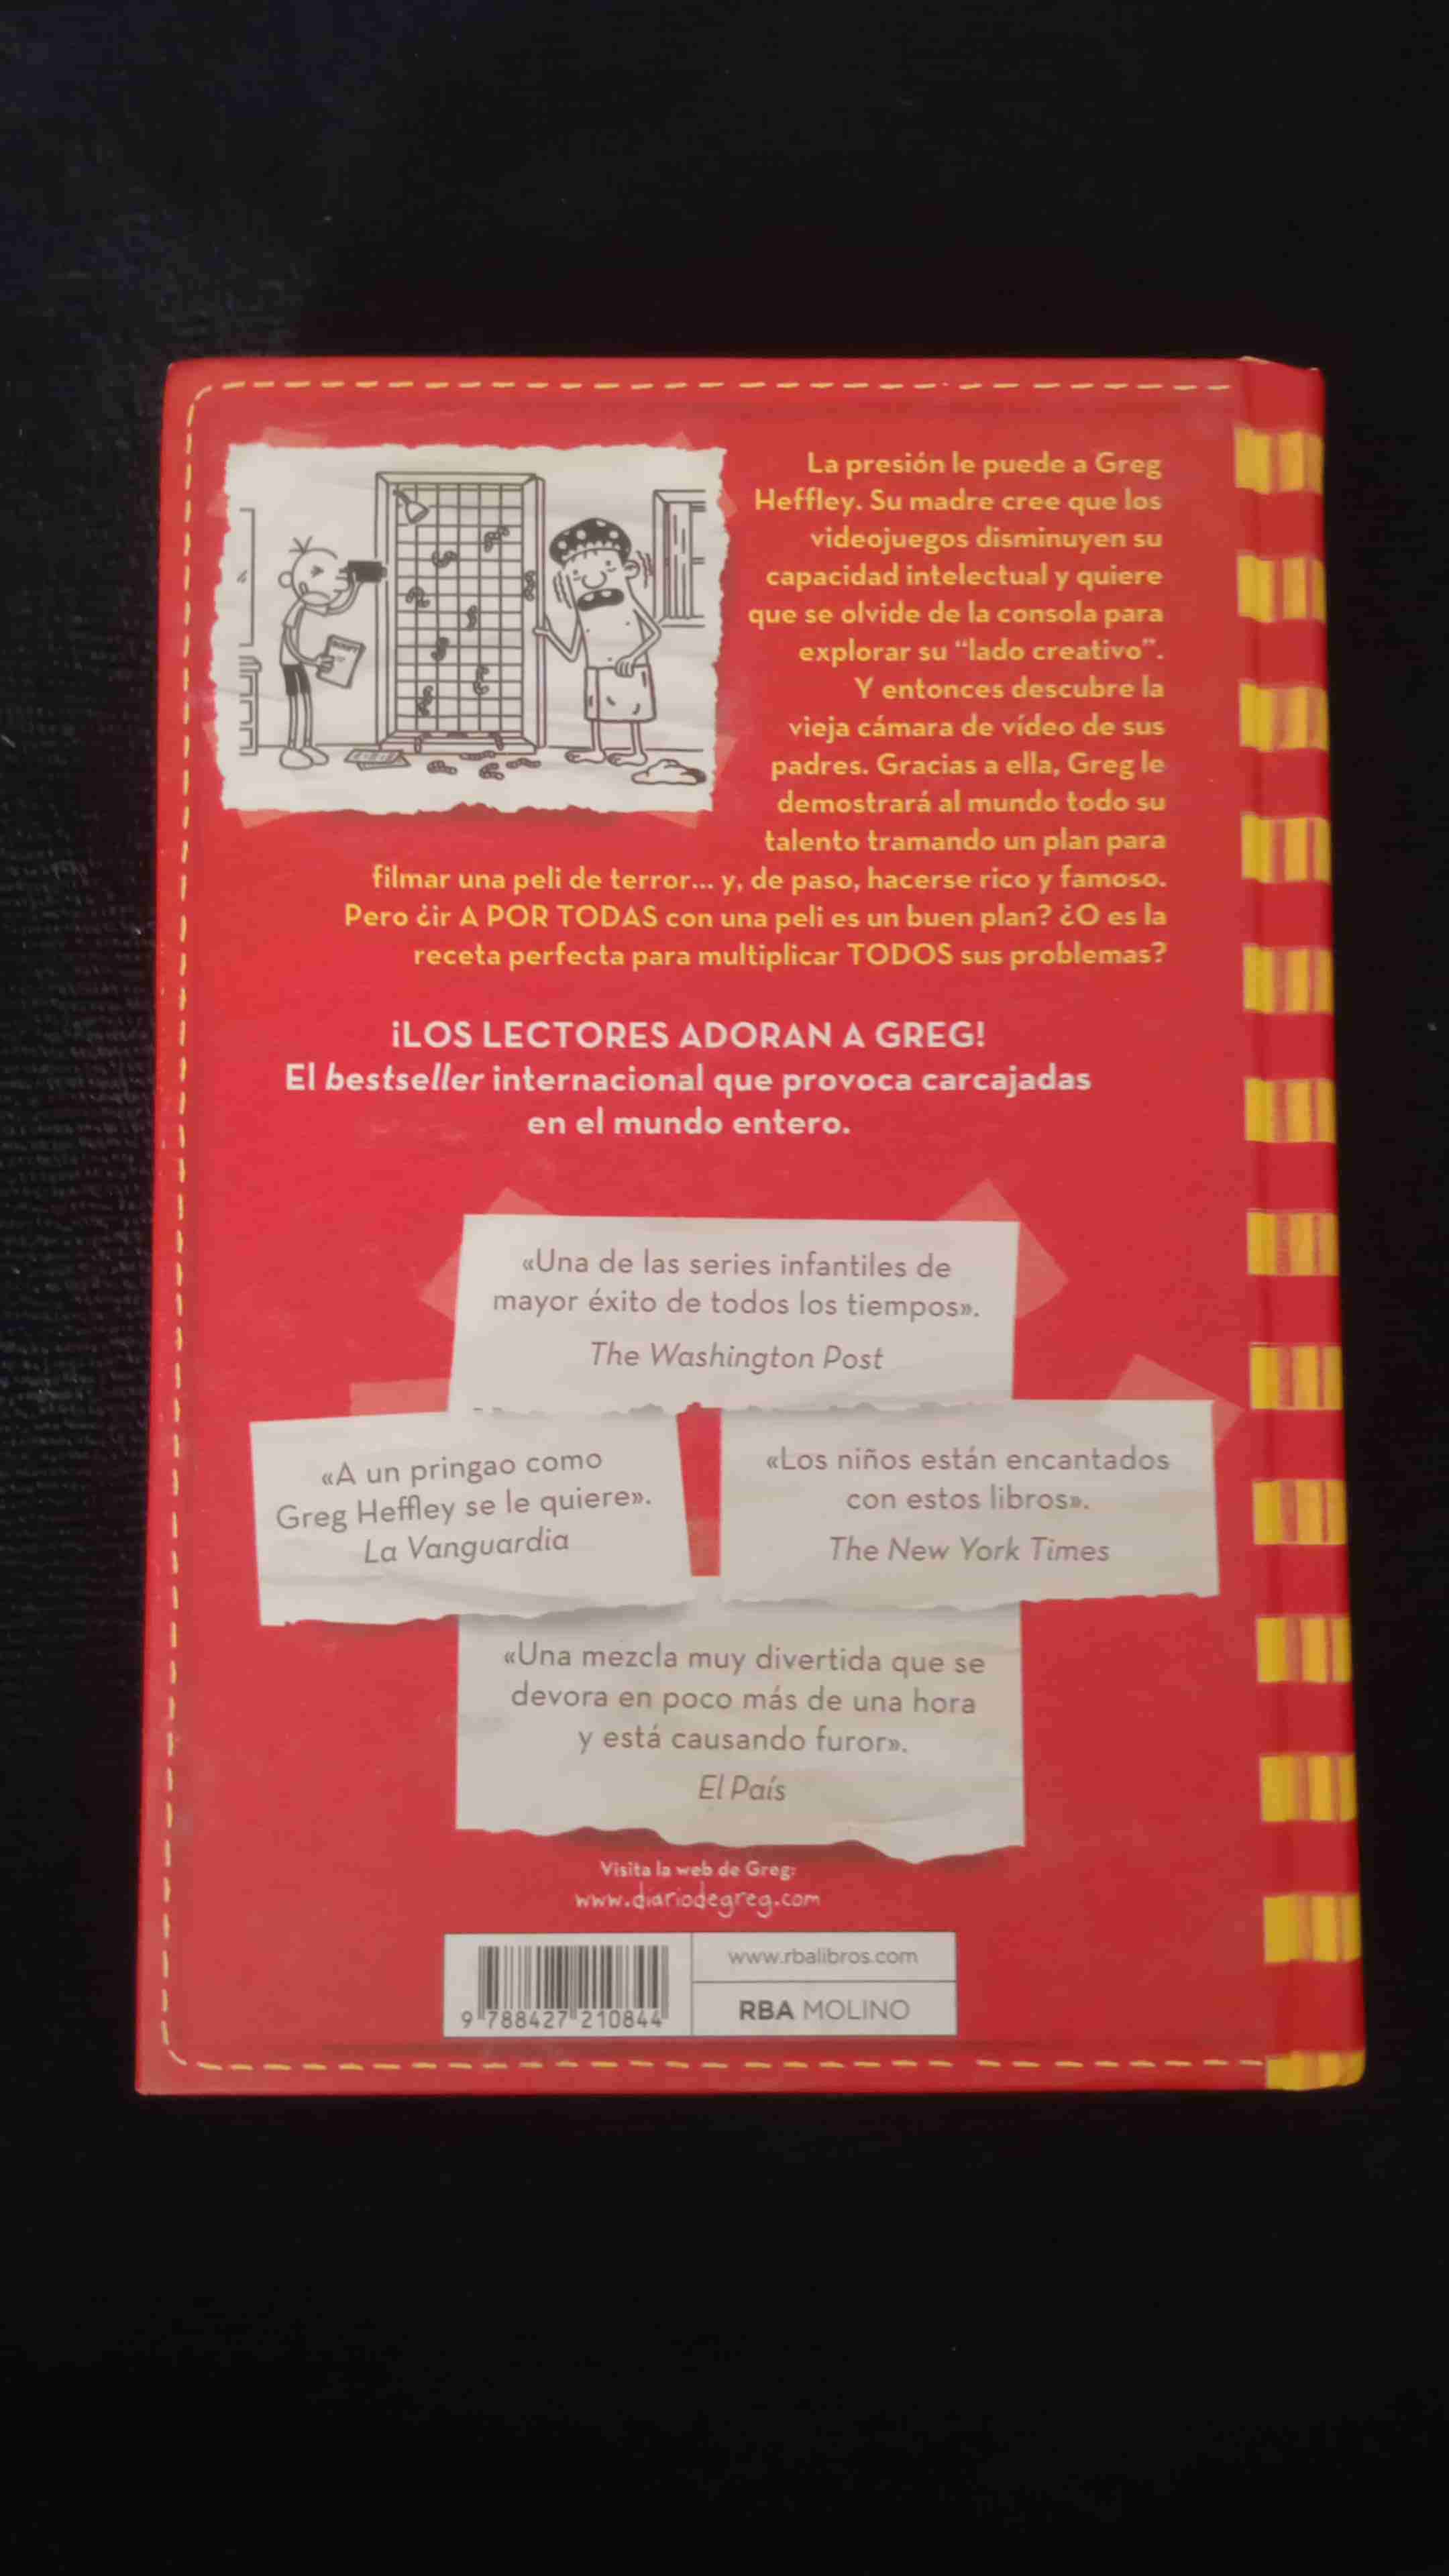 La presión le puede a Greg
Heffley. Su madre cree que los
videojuegos disminuyen su
capacidad intelectual y quiere
que se olvide de la consola para
explorar su “lado creativo”.
Y entonces descubre la
vieja cámara de vídeo de sus
padres. Gracias a ella, Greg le
demostrará al mundo todo su
talento tramando un plan para
filmar una peli de terror... y, de paso, hacerse rico y famoso.
Pero ¿ir A POR TODAS con una peli es un buen plan? ¿O es la
receta perfecta para multiplicar TODOS sus problemas?
¡LOS LECTORES ADORAN A GREG!
El bestseller internacional que provoca carcajadas
en el mundo entero.
«Una de las series infantiles de
mayor éxito de todos los tiempos».
The Washington Post
«A un pringao como
Greg Heffley se le quiere».
La Vanguardia
«Los niños están encantados
con estos libros».
The New York Times
«Una mezcla muy divertida que se
devora en poco más de una hora
y está causando furor».
El País
Visita la web de Greg:
www.diariodegreg.com
9 788427 210844
www.rbalibros.com
RBA MOLINO